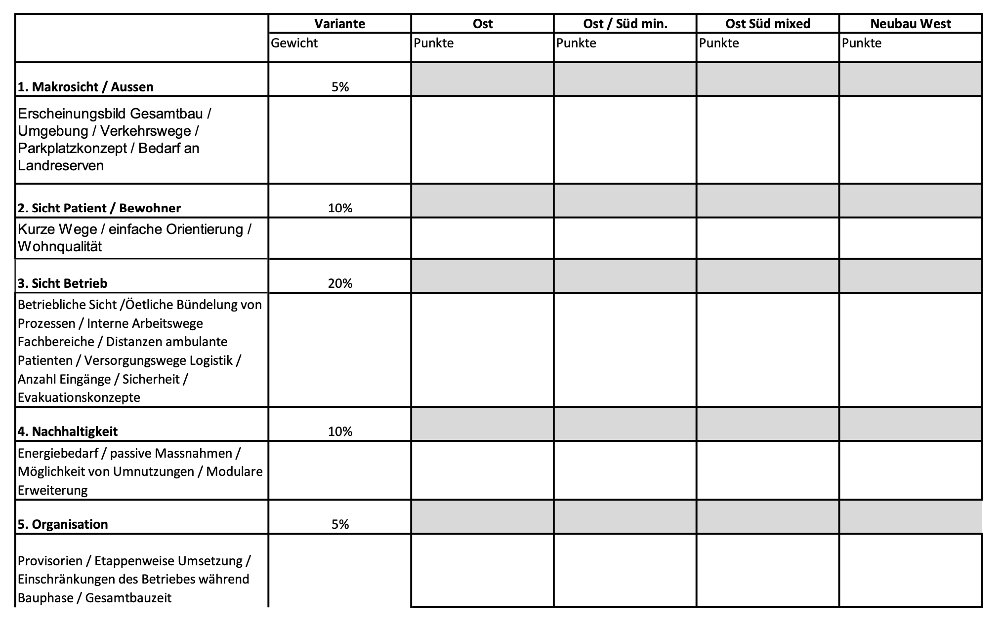 Variante Ost Ost / Süd min. Ost Süd mixed Neubau West
Gewicht Punkte Punkte Punkte Punkte
1. Makrosicht / Aussen 5%
Erscheinungsbild Gesamtbau /
Umgebung / Verkehrswege /
Parkplatzkonzept / Bedarf an
Landreserven
2. Sicht Patient / Bewohner 10%
Kurze Wege / einfache Orientierung /
Wohnqualität
3. Sicht Betrieb 20%
Betriebliche Sicht /Öetliche Bündelung von
Prozessen / Interne Arbeitswege
Fachbereiche / Distanzen ambulante
Patienten / Versorgungswege Logistik /
Anzahl Eingänge / Sicherheit /
Evakuationskonzepte
4. Nachhaltigkeit 10%
Energiebedarf / passive Massnahmen /
Möglichkeit von Umnutzungen / Modulare
Erweiterung
5. Organisation 5%
Provisorien / Etappenweise Umsetzung /
Einschränkungen des Betriebes während
Bauphase / Gesamtbauzeit